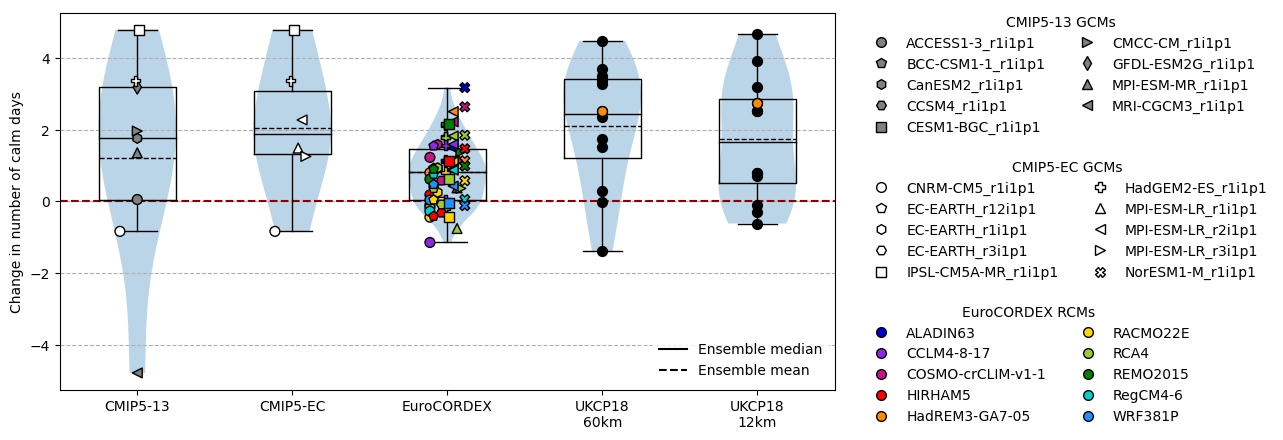 Change in number of calm days
4
2
0
−2
−4
CMIP5-13
CMIP5-EC
EuroCORDEX
UKCP18
60km
UKCP18
12km
Ensemble median
Ensemble mean
CMIP5-13 GCMs
ACCESS1-3_r1i1p1
BCC-CSM1-1_r1i1p1
CanESM2_r1i1p1
CCSM4_r1i1p1
CESM1-BGC_r1i1p1
CMCC-CM_r1i1p1
GFDL-ESM2G_r1i1p1
MPI-ESM-MR_r1i1p1
MRI-CGCM3_r1i1p1
CMIP5-EC GCMs
CNRM-CM5_r1i1p1
EC-EARTH_r12i1p1
EC-EARTH_r1i1p1
EC-EARTH_r3i1p1
IPSL-CM5A-MR_r1i1p1
HadGEM2-ES_r1i1p1
MPI-ESM-LR_r1i1p1
MPI-ESM-LR_r2i1p1
MPI-ESM-LR_r3i1p1
NorESM1-M_r1i1p1
EuroCORDEX RCMs
ALADIN63
CCLM4-8-17
COSMO-crCLIM-v1-1
HIRHAM5
HadREM3-GA7-05
RACMO22E
RCA4
REMO2015
RegCM4-6
WRF381P